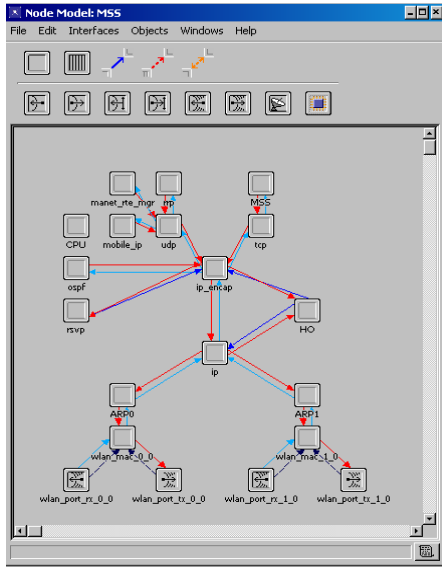 Node Model: MSS
File Edit Interfaces Objects Windows Help
manet_rte_mgr rip MSS
CPU mobile_ip udp tcp
ospf ip_encap
rsvp HO
ip
ARP0 ARP1
wlan_mac_0_0 wlan_mac_1_0
wlan_port_rx_0_0 wlan_port_tx_0_0 wlan_port_rx_1_0 wlan_port_tx_1_0